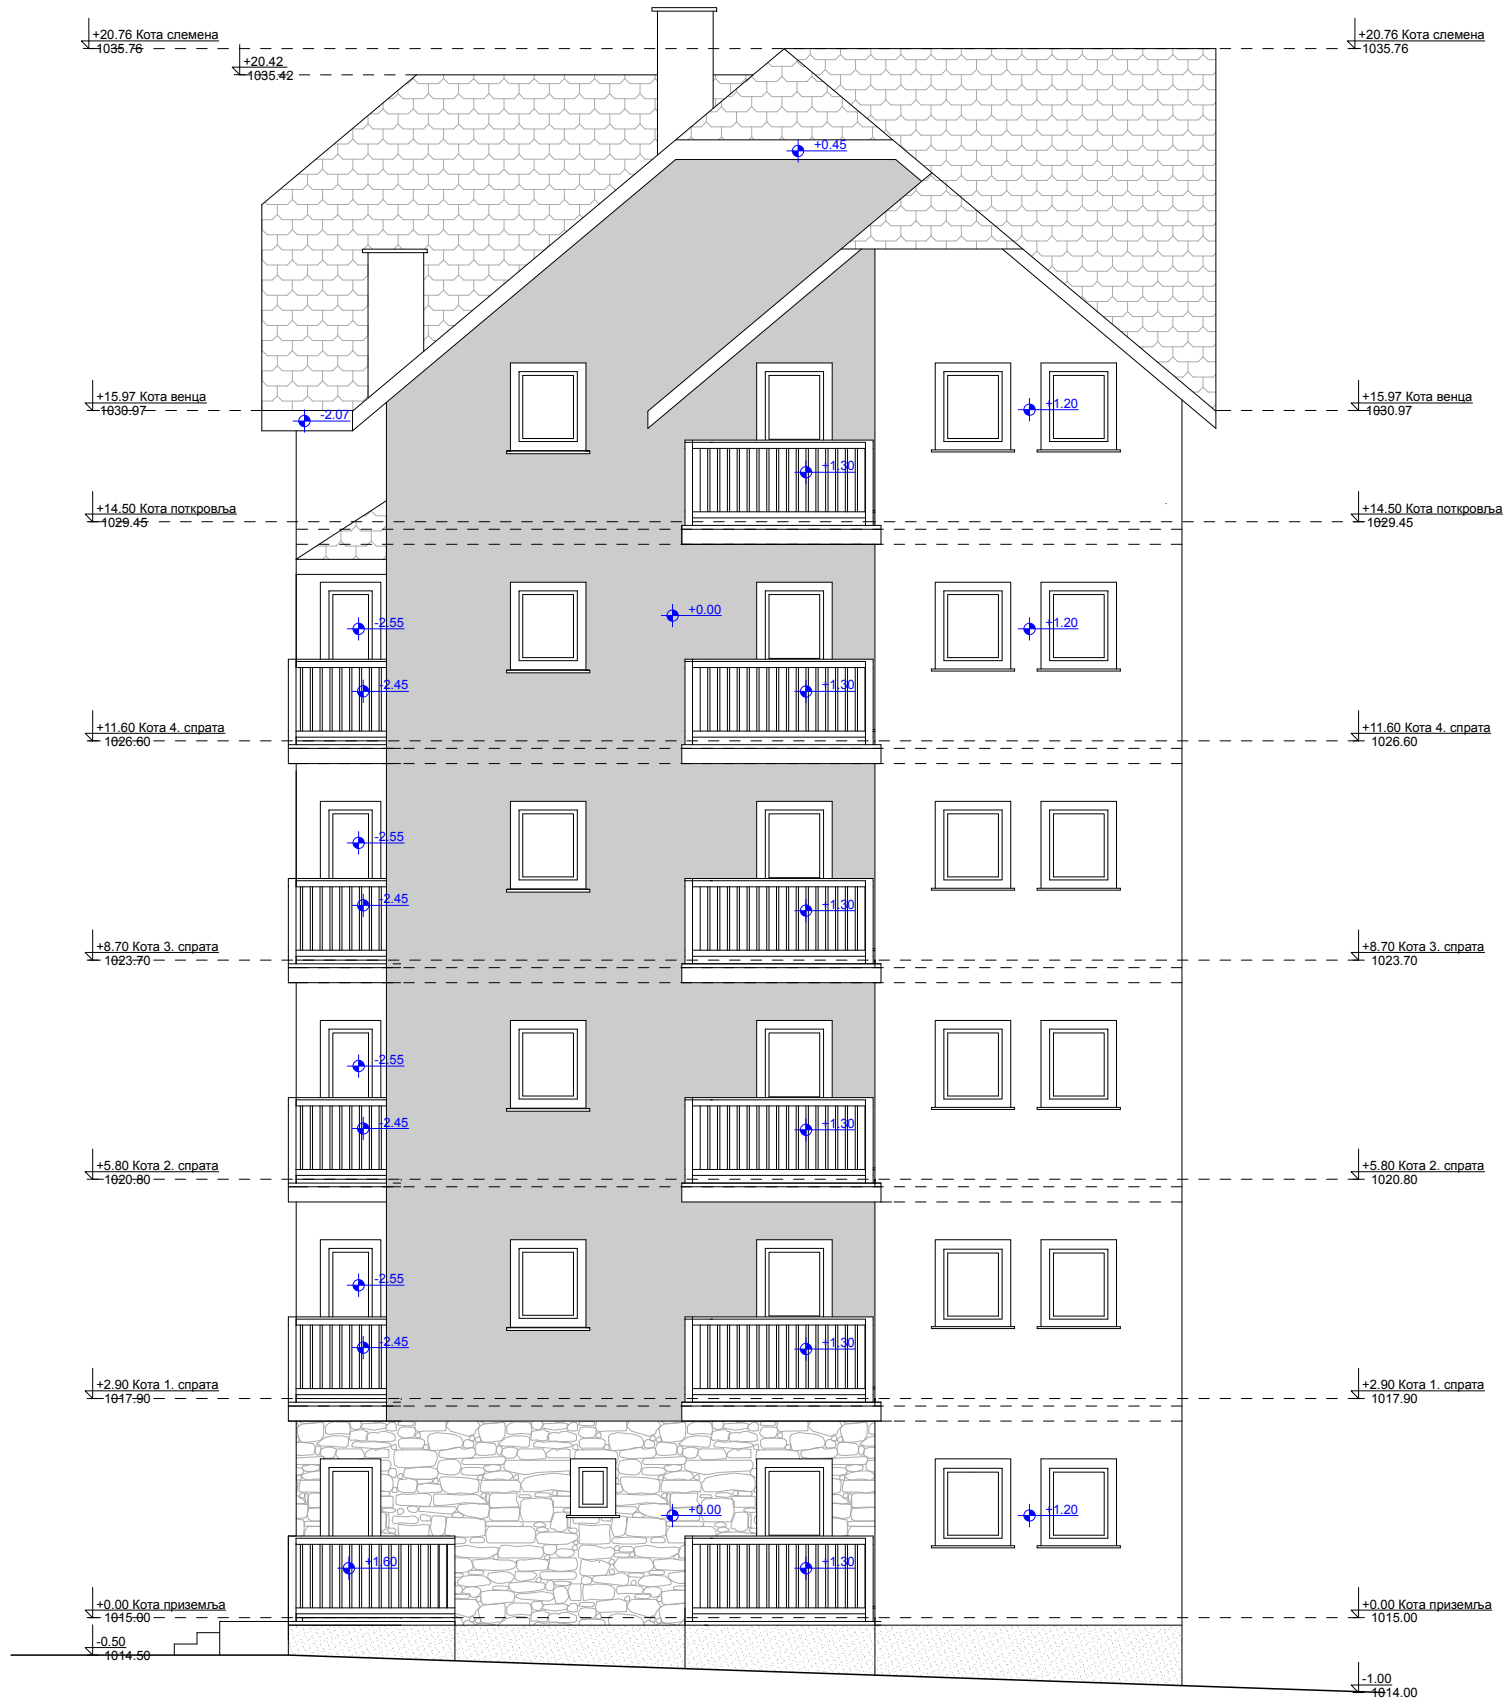 +20.76 Кота слемена
1035.76
+20.76 Кота слемена
1035.76
+20.42
1035.42
+0.45
+15.97 Кота венца
1030.97
-2.07
+1.20
+15.97 Кота венца
1030.97
+1.30
+14.50 Кота поткровља
1029.45
+14.50 Кота поткровља
1029.45
-2.55
+0.00
+1.20
-2.45
+1.30
+11.60 Кота 4. спрата
1026.60
+11.60 Кота 4. спрата
1026.60
-2.55
-2.45
+1.30
+8.70 Кота 3. спрата
1023.70
+8.70 Кота 3. спрата
1023.70
-2.55
-2.45
+1.30
+5.80 Кота 2. спрата
1020.80
+5.80 Кота 2. спрата
1020.80
-2.55
-2.45
+1.30
+2.90 Кота 1. спрата
1017.90
+2.90 Кота 1. спрата
1017.90
+0.00
+1.20
+1.60
+1.30
+0.00 Кота приземља
1015.00
+0.00 Кота приземља
1015.00
-0.50
1014.50
-1.00
1014.00